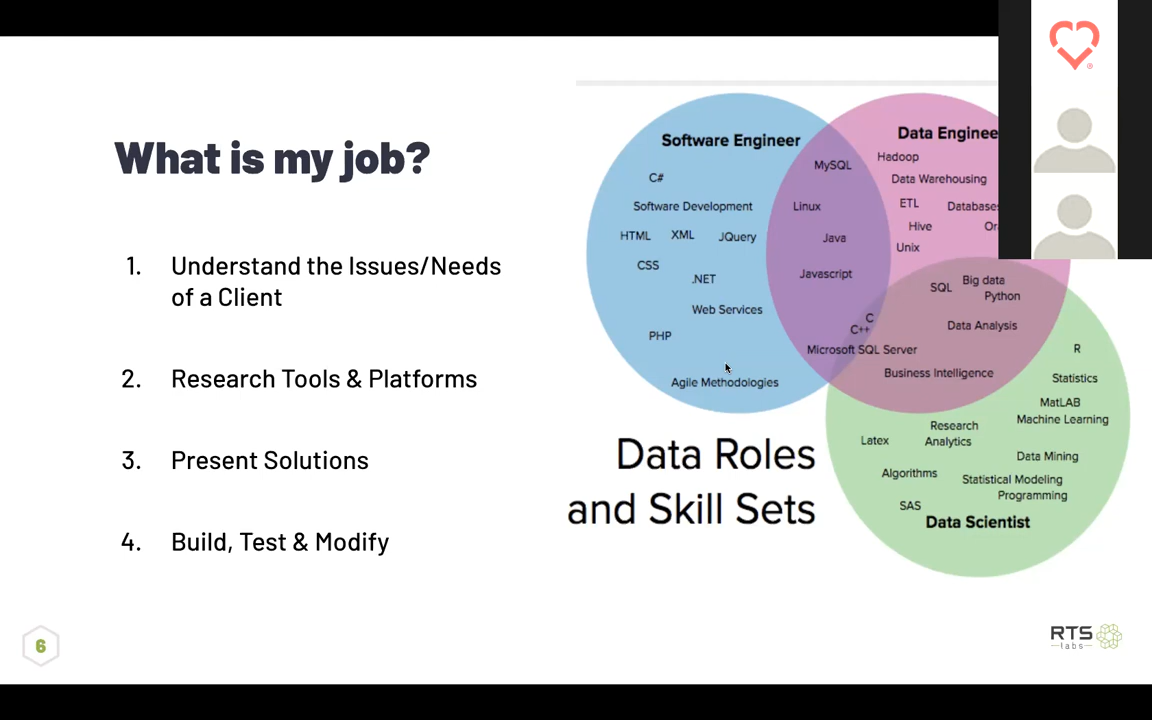 What is my job?
1. Understand the Issues/Needs
of a Client
2. Research Tools & Platforms
3. Present Solutions
4. Build, Test & Modify
Software Engineer
C#
Software Development
HTML XML JQuery
CSS
.NET
Web Services
PHP
Agile Methodologies
MySQL
Linux
Java
Javascript
C
C++
Microsoft SQL Server
Data
Hadoop
Data Warehousing
ETL
Hive
Unix
SQL Big data
Python
Data Analysis
Business Intelligence
R
Statistics
MatLAB
Machine Learning
Research
Latex Analytics
Data Mining
Algorithms
Statistical Modeling
Programming
SAS
Data Scientist
Data Roles
and Skill Sets
6
RTS
labs
®